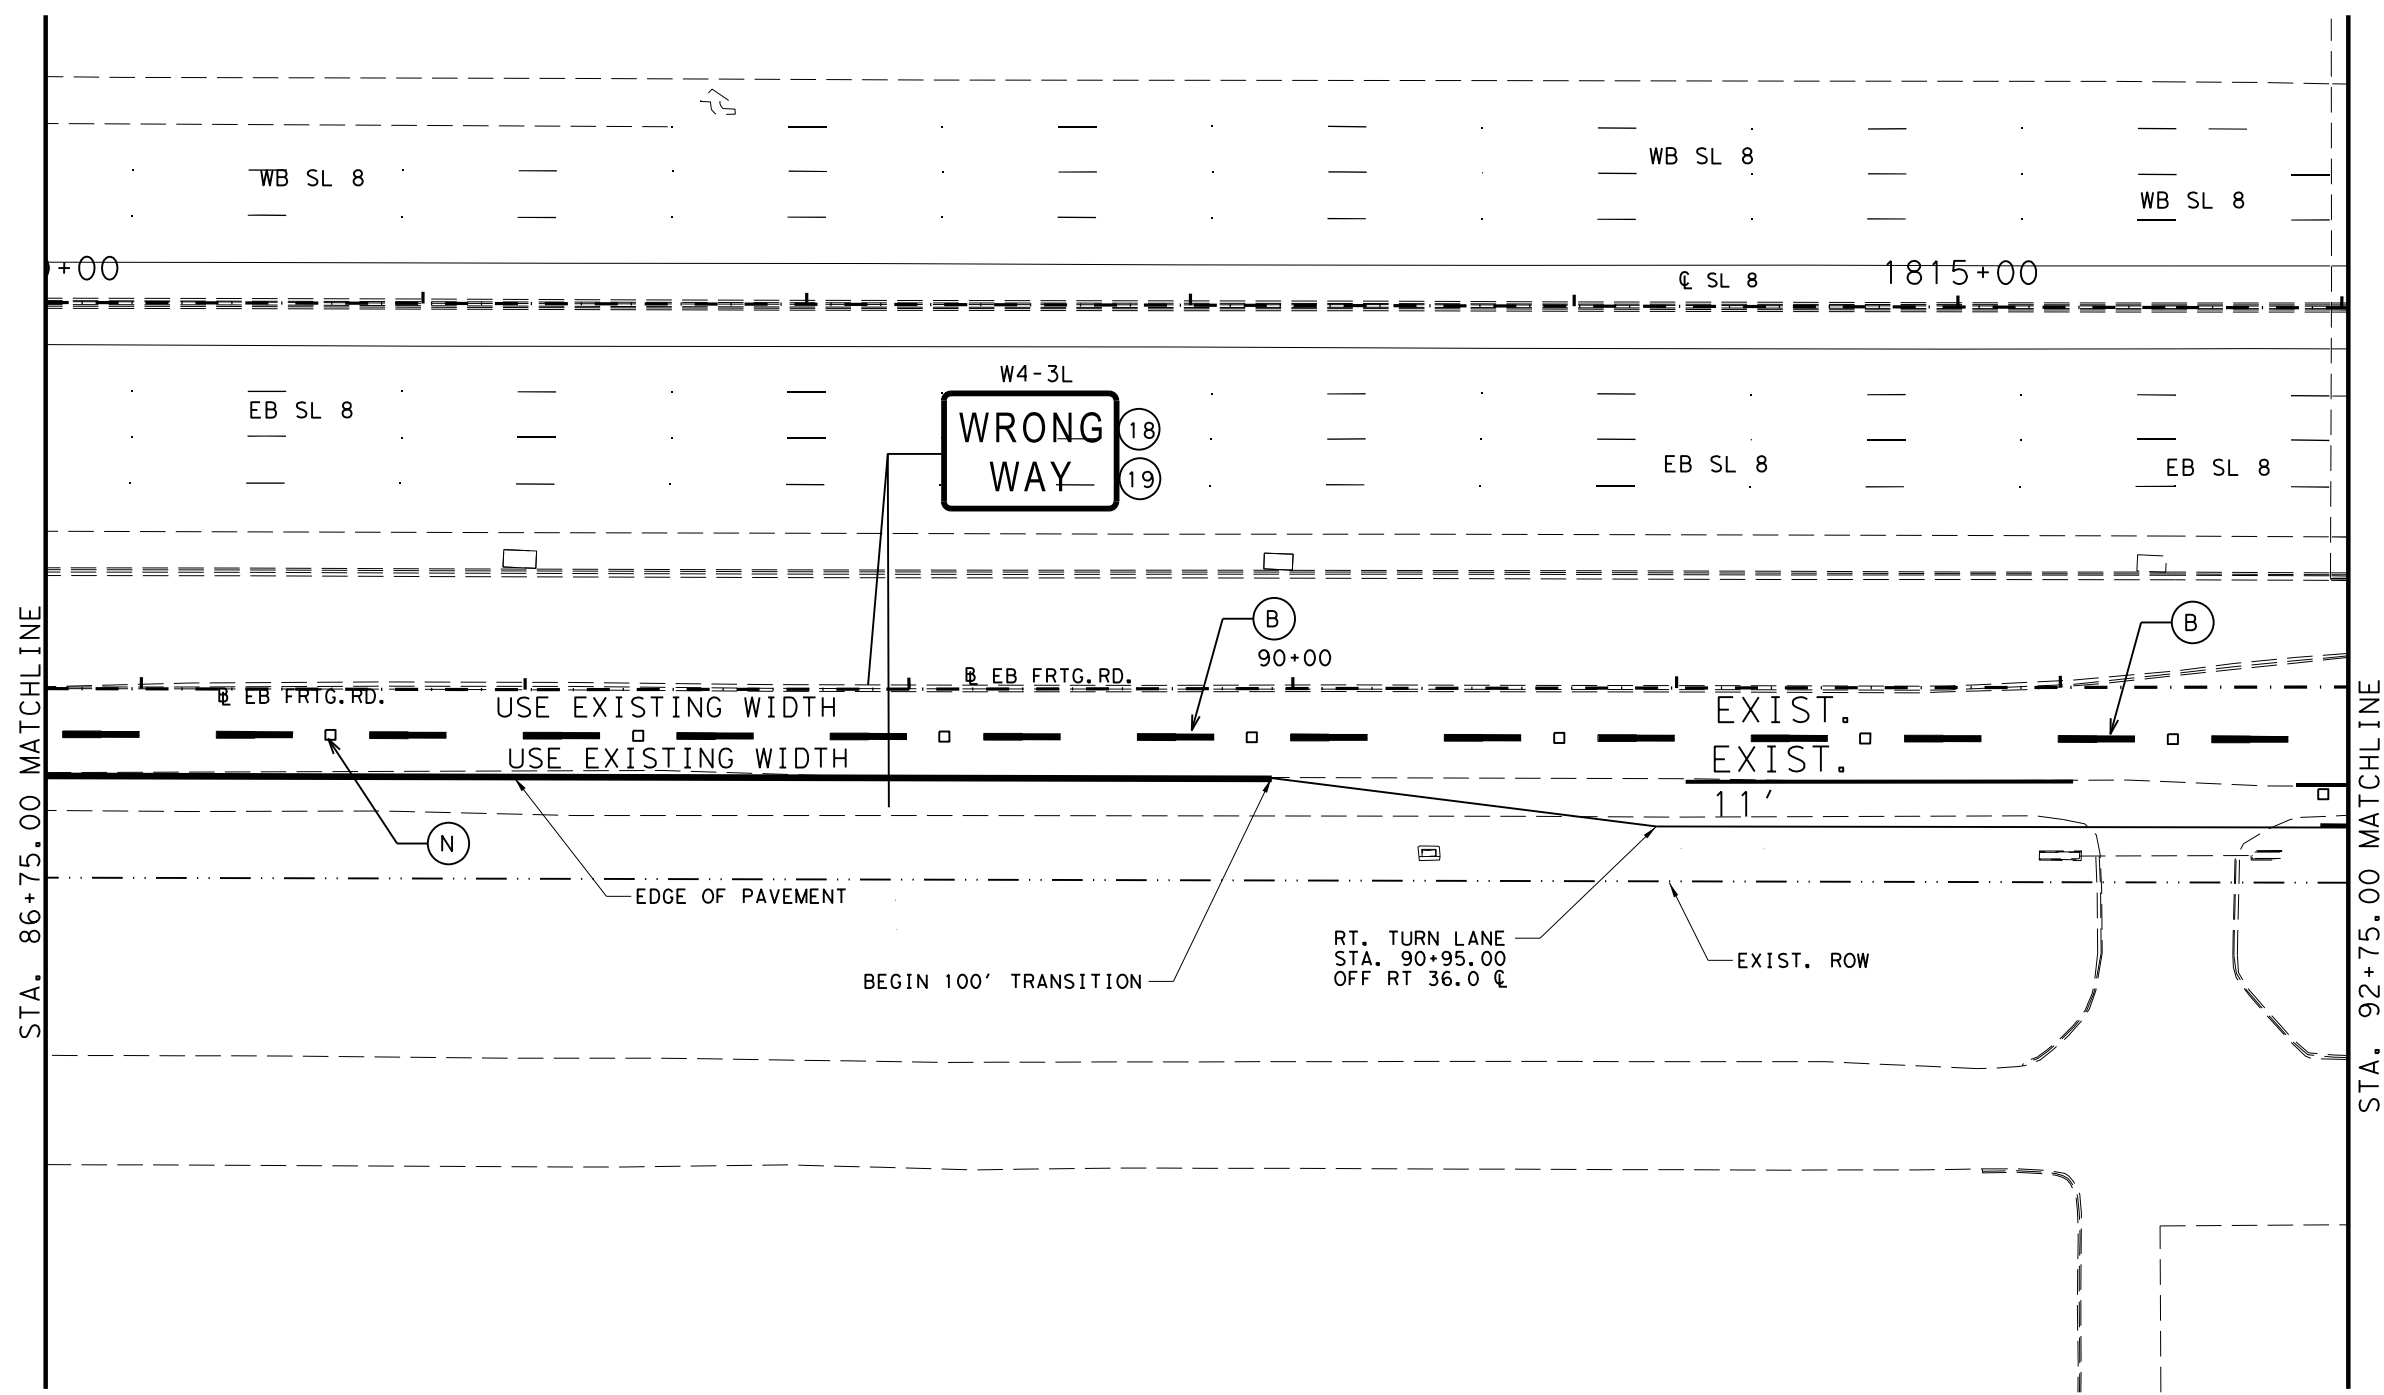 WB SL 8
WB SL 8
WB SL 8
+00
℄ SL 8
1815+00
W4-3L
EB SL 8
WRONG
WAY
18
19
EB SL 8
EB SL 8
B
B
90+00
EB FRTG.RD.
EB FRTG.RD.
USE EXISTING WIDTH
EXIST.
USE EXISTING WIDTH
EXIST.
11'
N
EDGE OF PAVEMENT
BEGIN 100' TRANSITION
RT. TURN LANE
STA. 90+95.00
OFF RT 36.0 ℄
EXIST. ROW
STA. 86+75.00 MATCHLINE
STA. 92+75.00 MATCHLINE